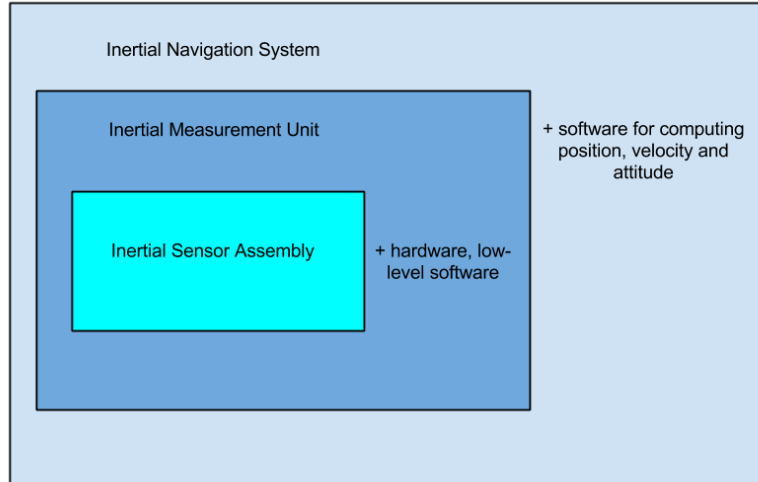 Inertial Navigation System
Inertial Measurement Unit
+ software for computing
position, velocity and
attitude
Inertial Sensor Assembly
+ hardware, low-
level software